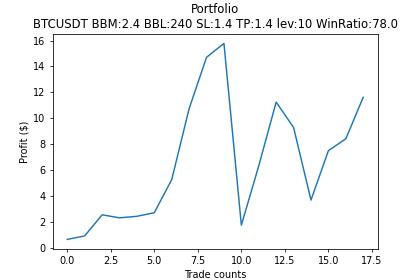 Portfolio
BTCUSDT BBM:2.4 BBL:240 SL:1.4 TP:1.4 lev:10 WinRatio:78.0
16
14
12
10
8
6
4
2
0
Profit ($)
0.0 2.5 5.0 7.5 10.0 12.5 15.0 17.5
Trade counts